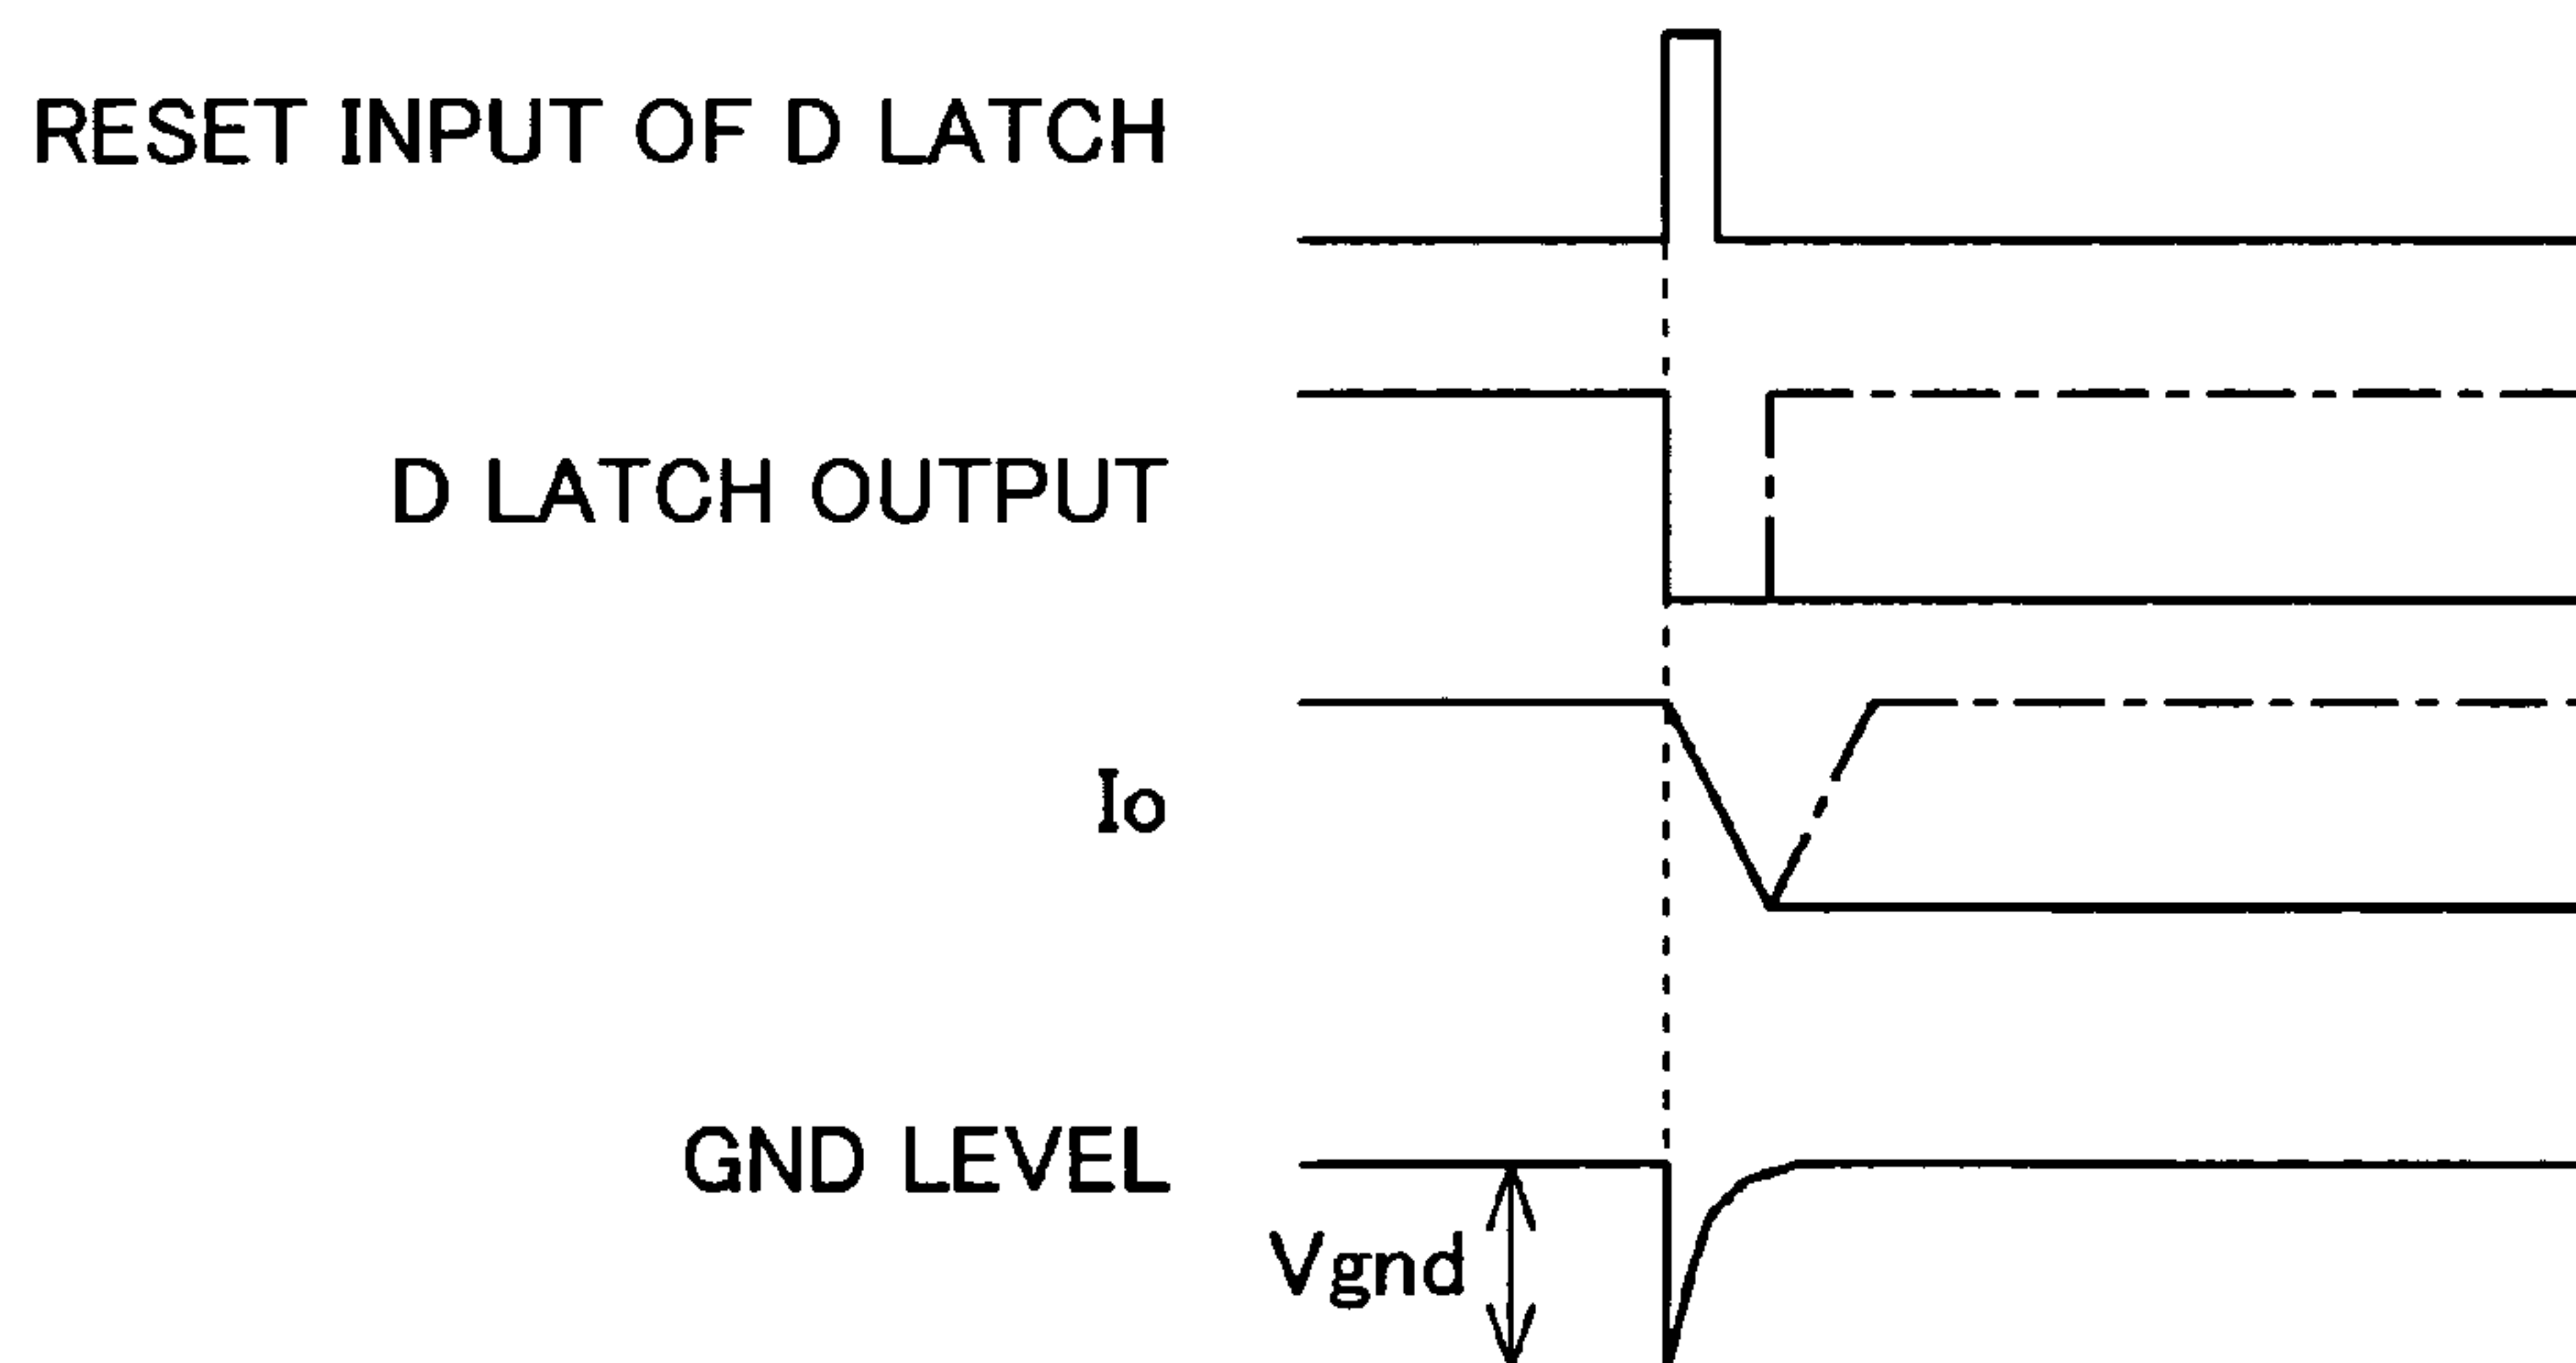 RESET INPUT OF D LATCH
D LATCH OUTPUT
Io
GND LEVEL
Vgnd